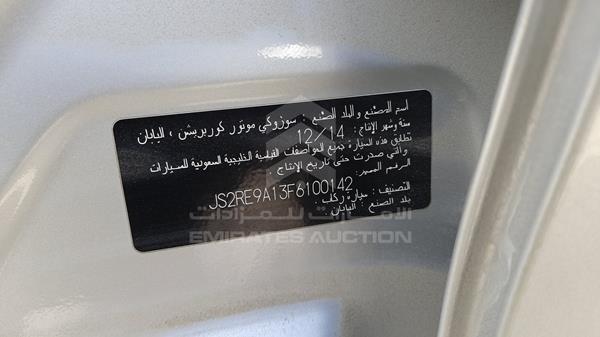 اسم المصنع والبلد الصنع : سوزوكي موتور كوربريشن ، اليابان
سنة وشهر الإنتاج : 12/14
تطابق هذه السيارة جميع المواصفات القياسية الخليجية السعودية للسيارات
والتي صدرت حتى تاريخ الإنتاج .
الرقم المميز : JS2RE9A13F6100142
التصنيف : سيارة ركاب .
بلد الصنع : اليابان .
الإمارات للمزادات
EMIRATES AUCTION